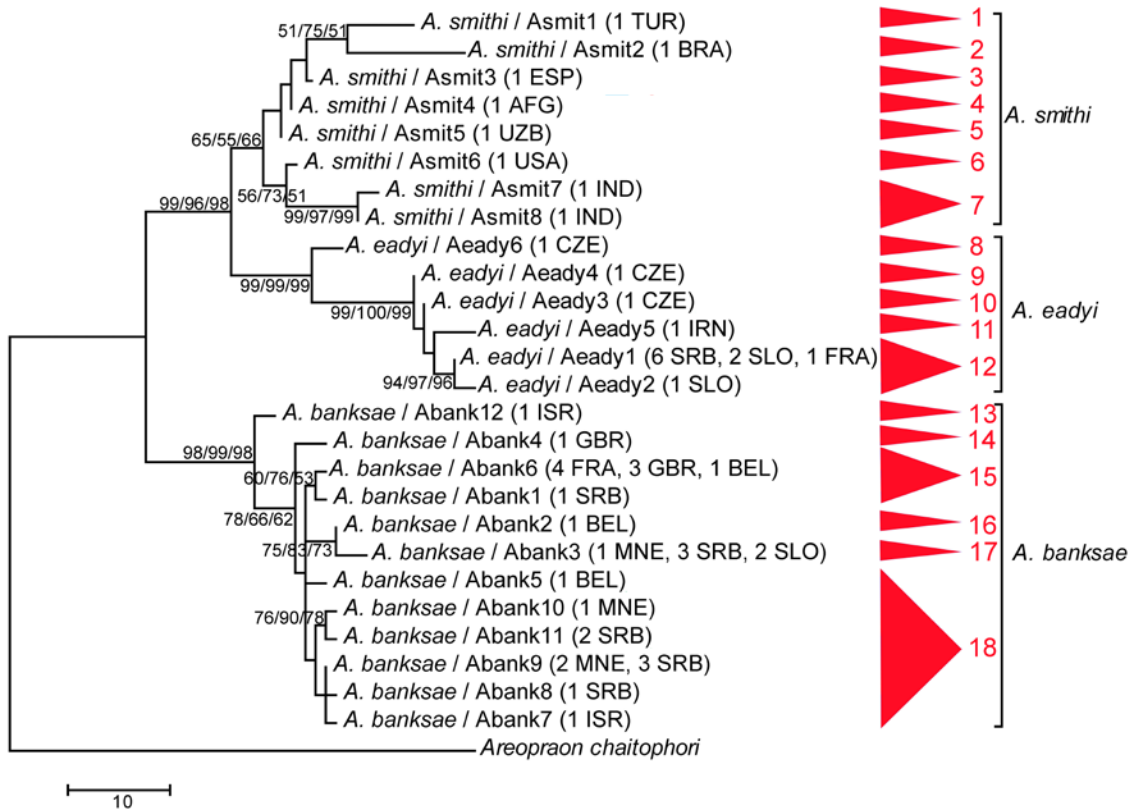 51/75/51
A. smithi / Asmit1 (1 TUR)
1
A. smithi / Asmit2 (1 BRA)
2
A. smithi / Asmit3 (1 ESP)
3
A. smithi / Asmit4 (1 AFG)
4
A. smithi
65/55/66
A. smithi / Asmit5 (1 UZB)
5
A. smithi / Asmit6 (1 USA)
6
56/73/51
A. smithi / Asmit7 (1 IND)
99/96/98
7
99/97/99
A. smithi / Asmit8 (1 IND)
A. eadyi / Aeady6 (1 CZE)
8
A. eadyi / Aeady4 (1 CZE)
9
99/99/99
A. eadyi / Aeady3 (1 CZE)
10
99/100/99
A. eadyi
A. eadyi / Aeady5 (1 IRN)
11
A. eadyi / Aeady1 (6 SRB, 2 SLO, 1 FRA)
12
94/97/96
A. eadyi / Aeady2 (1 SLO)
A. banksae / Abank12 (1 ISR)
13
A. banksae / Abank4 (1 GBR)
14
98/99/98
A. banksae / Abank6 (4 FRA, 3 GBR, 1 BEL)
15
60/76/53
A. banksae / Abank1 (1 SRB)
78/66/62
A. banksae / Abank2 (1 BEL)
16
75/83/73
A. banksae / Abank3 (1 MNE, 3 SRB, 2 SLO)
17
A. banksae
A. banksae / Abank5 (1 BEL)
76/90/78
A. banksae / Abank10 (1 MNE)
A. banksae / Abank11 (2 SRB)
18
A. banksae / Abank9 (2 MNE, 3 SRB)
A. banksae / Abank8 (1 SRB)
A. banksae / Abank7 (1 ISR)
Areopraon chaitophori
10